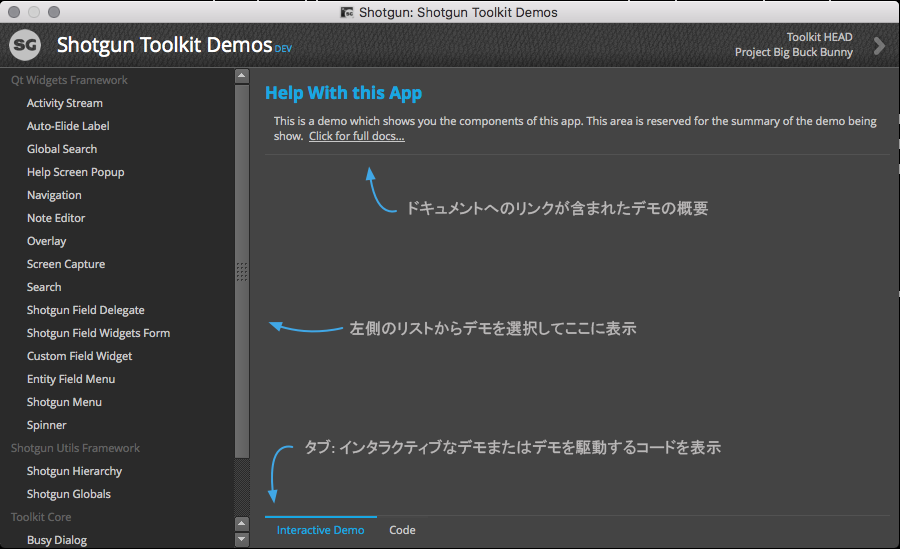 Shotgun: Shotgun Toolkit Demos
SG
Shotgun Toolkit Demos DEV
Toolkit HEAD
Project Big Buck Bunny
Qt Widgets Framework
Activity Stream
Auto-Elide Label
Global Search
Help Screen Popup
Navigation
Note Editor
Overlay
Screen Capture
Search
Shotgun Field Delegate
Shotgun Field Widgets Form
Custom Field Widget
Entity Field Menu
Shotgun Menu
Spinner
Shotgun Utils Framework
Shotgun Hierarchy
Shotgun Globals
Toolkit Core
Busy Dialog
Help With this App
This is a demo which shows you the components of this app. This area is reserved for the summary of the demo being
show. Click for full docs...
ドキュメントへのリンクが含まれたデモの概要
左側のリストからデモを選択してここに表示
タブ: インタラクティブなデモまたはデモを駆動するコードを表示
Interactive Demo
Code